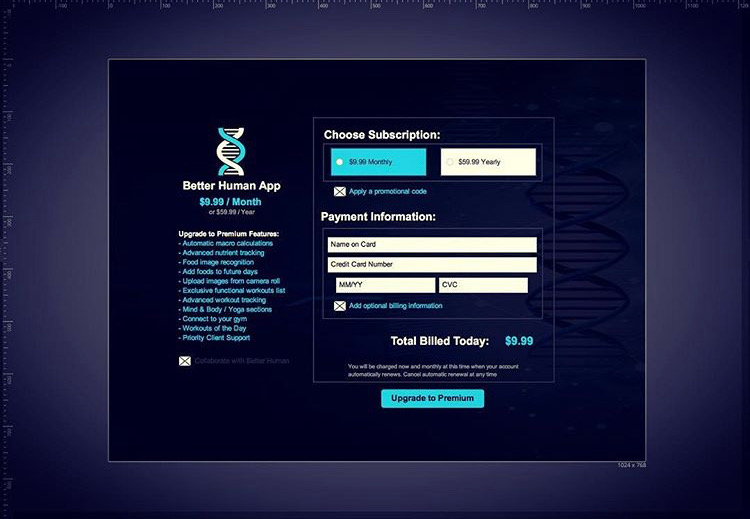 Better Human App
$9.99 / Month
or $59.99 / Year
Upgrade to Premium Features:
- Automatic macro calculations
- Advanced nutrient tracking
- Food image recognition
- Add foods to future days
- Upload images from camera roll
- Exclusive functional workouts list
- Advanced workout tracking
- Mind & Body / Yoga sections
- Connect to your gym
- Workouts of the Day
- Priority Client Support
Collaborate with Better Human
Choose Subscription:
$9.99 Monthly
$59.99 Yearly
Apply a promotional code
Payment Information:
Name on Card
Credit Card Number
MM/YY
CVC
Add optional billing information
Total Billed Today: $9.99
You will be charged now and monthly at this time when your account
automatically renews. Cancel automatic renewal at any time
Upgrade to Premium
1024 x 768